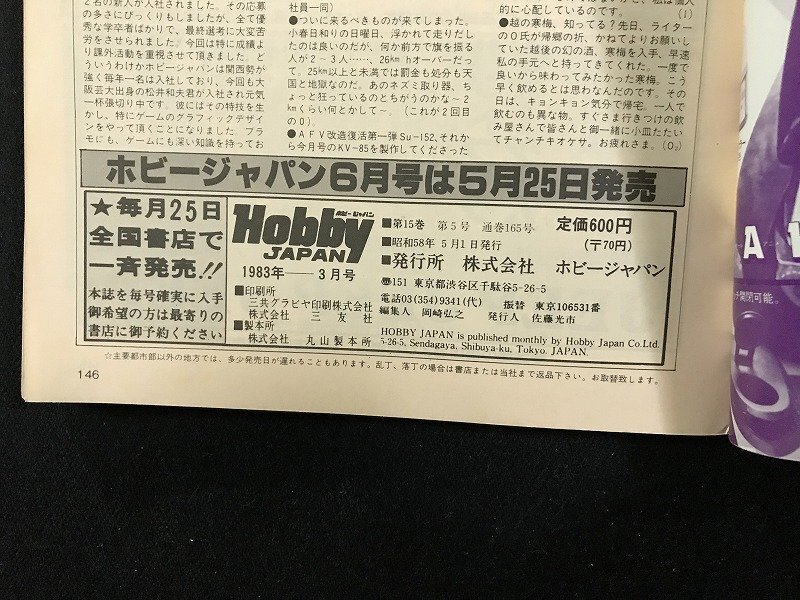 2名の新人が入社されました。その応募
の多さにびっくりもしましたが、全て優
秀な学卒者ばかりで、最終選考に大変苦
労をさせられました。今回は特に成績よ
り課外活動を重視させて頂きました。ど
ういうわけかホビージャパンは関西勢が
強く毎年一名は入社しており、今回も大
阪芸大出身の松井和夫君が入社され元気
一杯張切り中です。彼にはその特技を生
かし、特にゲームのグラフィックデザイ
ンをやって頂くことになりました。プラ
モにも、ゲームにも深い知識を持ってお
社員一同)
●ついに来るべきものが来てしまった。
小春日和りの日曜日、浮かれて走りだし
たのは良いのだが、何か前方で旗を振る
人が2～3人……、26km hオーバーだっ
て。25km以上と未満では罰金も処分も天
国と地獄なのだ。あのネズミ取り器、ち
ょっと狂っているのとちがうのかな～2
kmくらい何とかして～。(これが2回目
の0)
●AFV改造復活第一弾Su-152、それか
ら今月号のKV-85を製作してくださった
的に心配しているのです。(I)
●越の寒梅、知ってる?先日、ライター
のO氏が帰郷の折、かねてよりお願いし
ていた越後の幻の酒、寒梅を入手、早速
私の手元へと持ってきてくれた。一度で
良いから味わってみたかった寒梅。こう
早く飲めるとは思わなんだのです。その
日は、キョンキョン気分で帰宅。一人で
飲むのも異な物。すぐさま行きつけの飲
み屋さんで皆さんと御一緒に小皿たたい
てチャンチキオケサ。お疲れさま。(O₂)
ホビージャパン6月号は5月25日発売
★毎月25日
全国書店で
一斉発売!!
本誌を毎号確実に入手
御希望の方は最寄りの
書店に御予約ください
ホビージャパン
Hobby
JAPAN
1983年──3月号
■印刷所
三共グラビヤ印刷株式会社
株式会社 三友社
■製本所
株式会社 丸山製本所
■第15巻 第5号 通巻165号
定価600円
■昭和58年 5月1日発行
(〒70円)
■発行所 株式会社 ホビージャパン
〒151 東京都渋谷区千駄谷5-26-5
電話03(354)9341(代) 振替 東京106531番
編集人 岡崎弘之 発行人 佐藤光市
HOBBY JAPAN is published monthly by Hobby Japan Co.Ltd.
5-26-5, Sendagaya, Shibuya-ku, Tokyo. JAPAN.
☆主要都市部以外の地方では、多少発売日が遅れることもあります。乱丁、落丁の場合は書店または当社まで返品下さい。お取替致します。
146
A
開閉可能。